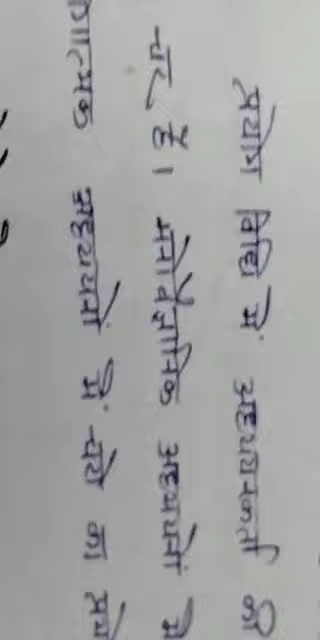 प्रयोग विधि में अध्ययनकर्ता की
चर हैं। मनोवैज्ञानिक अध्ययनों में
अध्ययनों में चरों का